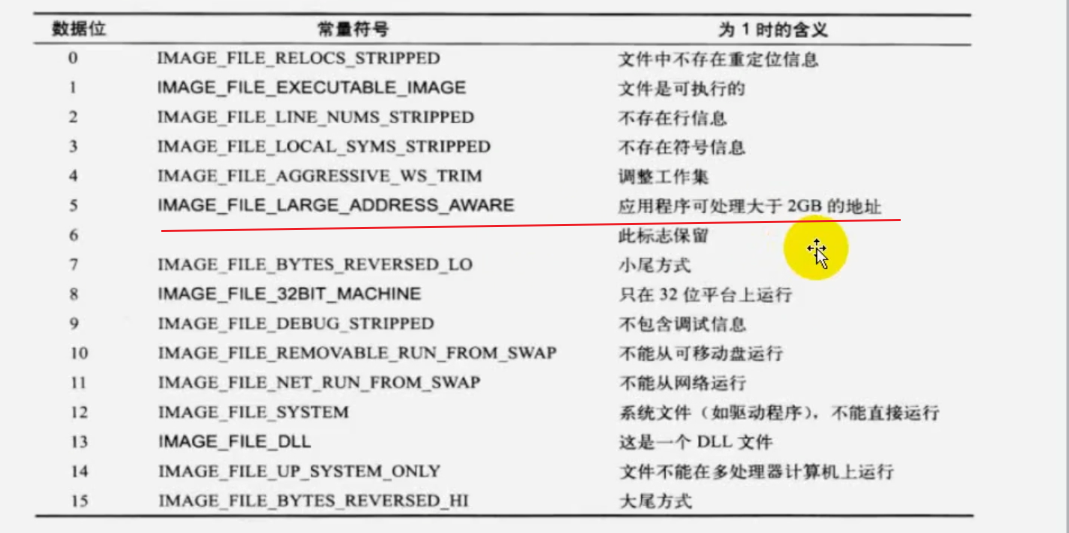 数据位 常量符号 为 1 时的含义
0 IMAGE_FILE_RELOCS_STRIPPED 文件中不存在重定位信息
1 IMAGE_FILE_EXECUTABLE_IMAGE 文件是可执行的
2 IMAGE_FILE_LINE_NUMS_STRIPPED 不存在行信息
3 IMAGE_FILE_LOCAL_SYMS_STRIPPED 不存在符号信息
4 IMAGE_FILE_AGGRESSIVE_WS_TRIM 调整工作集
5 IMAGE_FILE_LARGE_ADDRESS_AWARE 应用程序可处理大于 2GB 的地址
6 此标志保留
7 IMAGE_FILE_BYTES_REVERSED_LO 小尾方式
8 IMAGE_FILE_32BIT_MACHINE 只在 32 位平台上运行
9 IMAGE_FILE_DEBUG_STRIPPED 不包含调试信息
10 IMAGE_FILE_REMOVABLE_RUN_FROM_SWAP 不能从可移动盘运行
11 IMAGE_FILE_NET_RUN_FROM_SWAP 不能从网络运行
12 IMAGE_FILE_SYSTEM 系统文件（如驱动程序），不能直接运行
13 IMAGE_FILE_DLL 这是一个 DLL 文件
14 IMAGE_FILE_UP_SYSTEM_ONLY 文件不能在多处理器计算机上运行
15 IMAGE_FILE_BYTES_REVERSED_HI 大尾方式